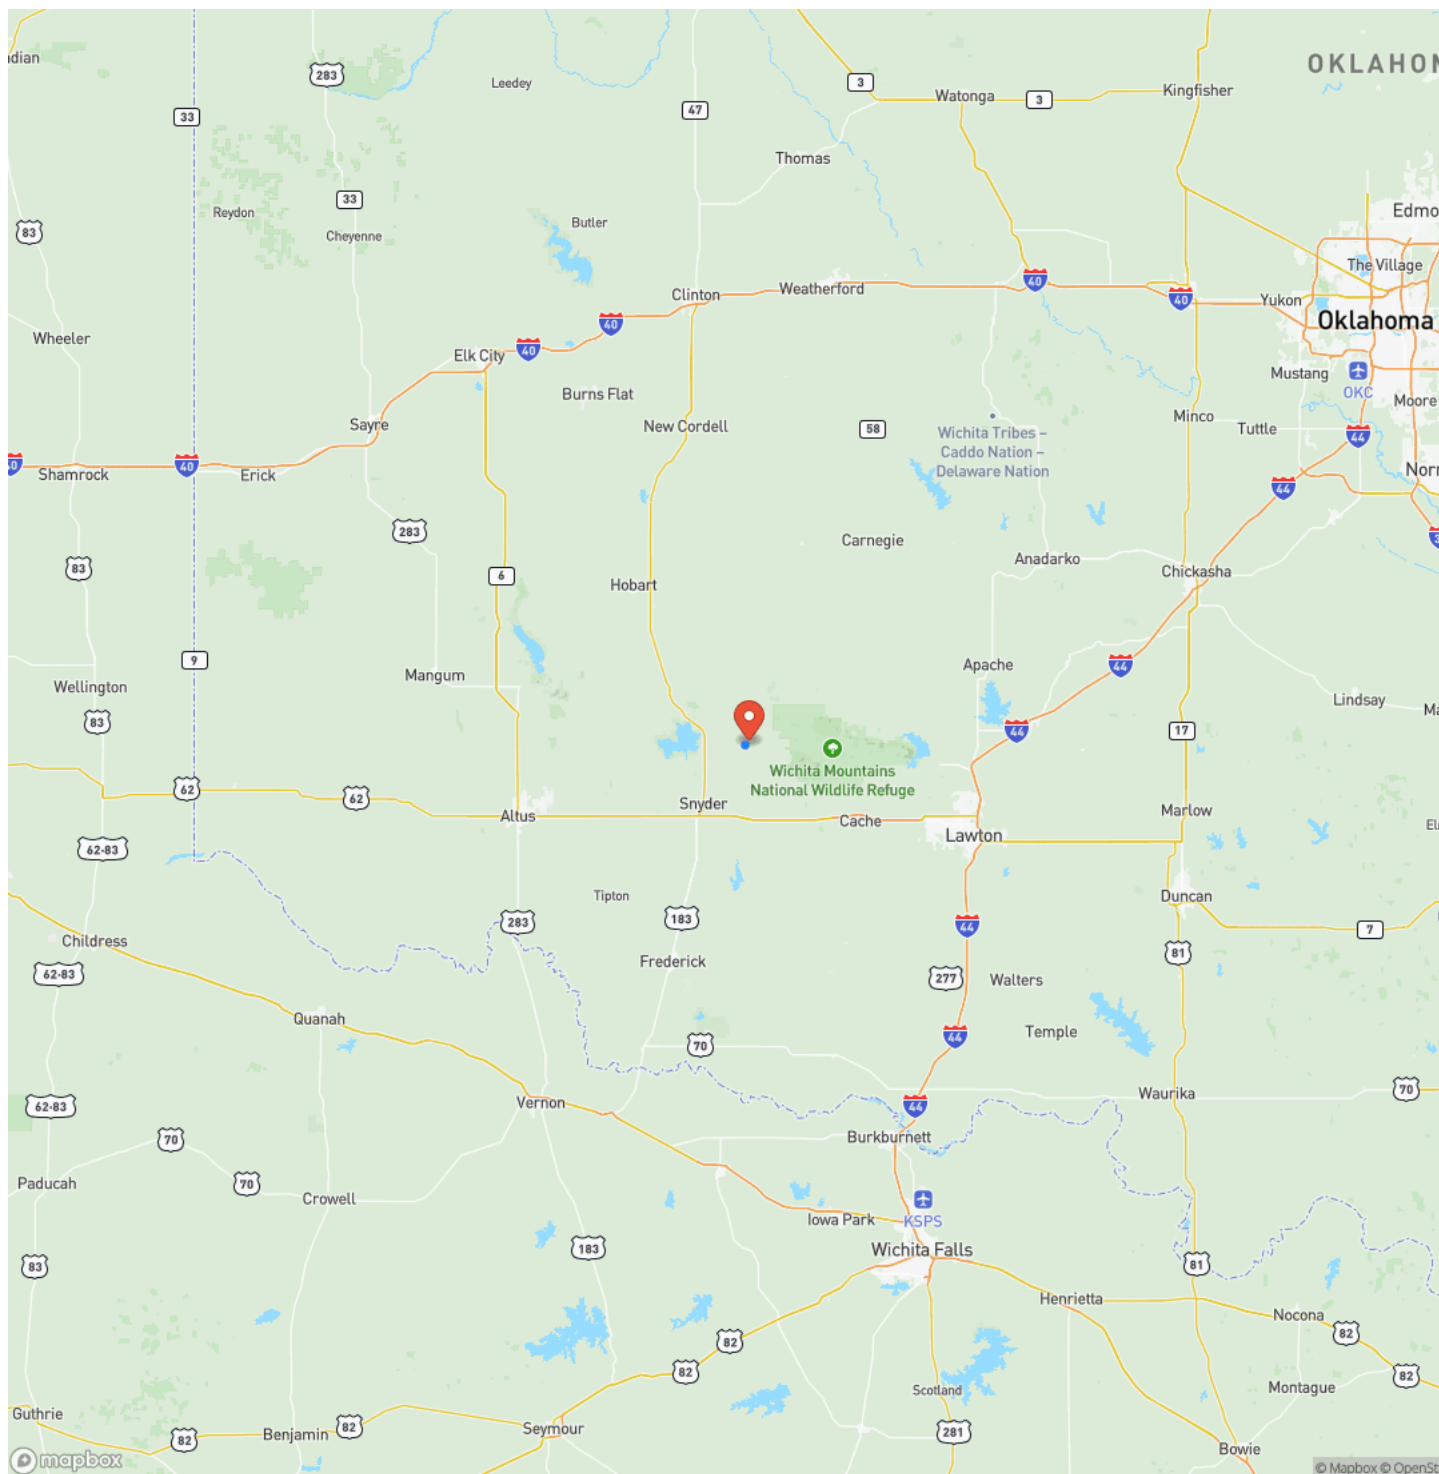 dian
283
Leedey
3
Watonga
3
Kingfisher
OKLAHOM
33
47
Thomas
33
Reydon
Cheyenne
Butler
83
Edmo
The Village
40
40
Yukon
Clinton
Weatherford
Oklahoma
40
Wheeler
Elk City
40
Mustang
OKC
Burns Flat
Moore
Minco
Sayre
New Cordell
58
Tuttle
44
Wichita Tribes –
Caddo Nation –
Delaware Nation
40
Shamrock
40
Erick
Norr
44
283
Carnegie
3
Anadarko
83
6
Hobart
Chickasha
9
Mangum
Apache
44
Wellington
Lindsay
Ma
83
44
17
Wichita Mountains
National Wildlife Refuge
62
62
Snyder
Altus
Cache
Marlow
Lawton
El
62-83
Tipton
Duncan
283
183
44
7
Childress
62-83
Frederick
277
Walters
81
Quanah
Temple
70
44
62-83
Vernon
44
Waurika
70
70
Burkburnett
Paducah
70
Crowell
KSPS
Iowa Park
183
Wichita Falls
83
81
Henrietta
Nocona
82
82
82
82
Scotland
Montague
Guthrie
82
Benjamin
82
Seymour
281
Bowie
mapbox
© Mapbox © OpenSt